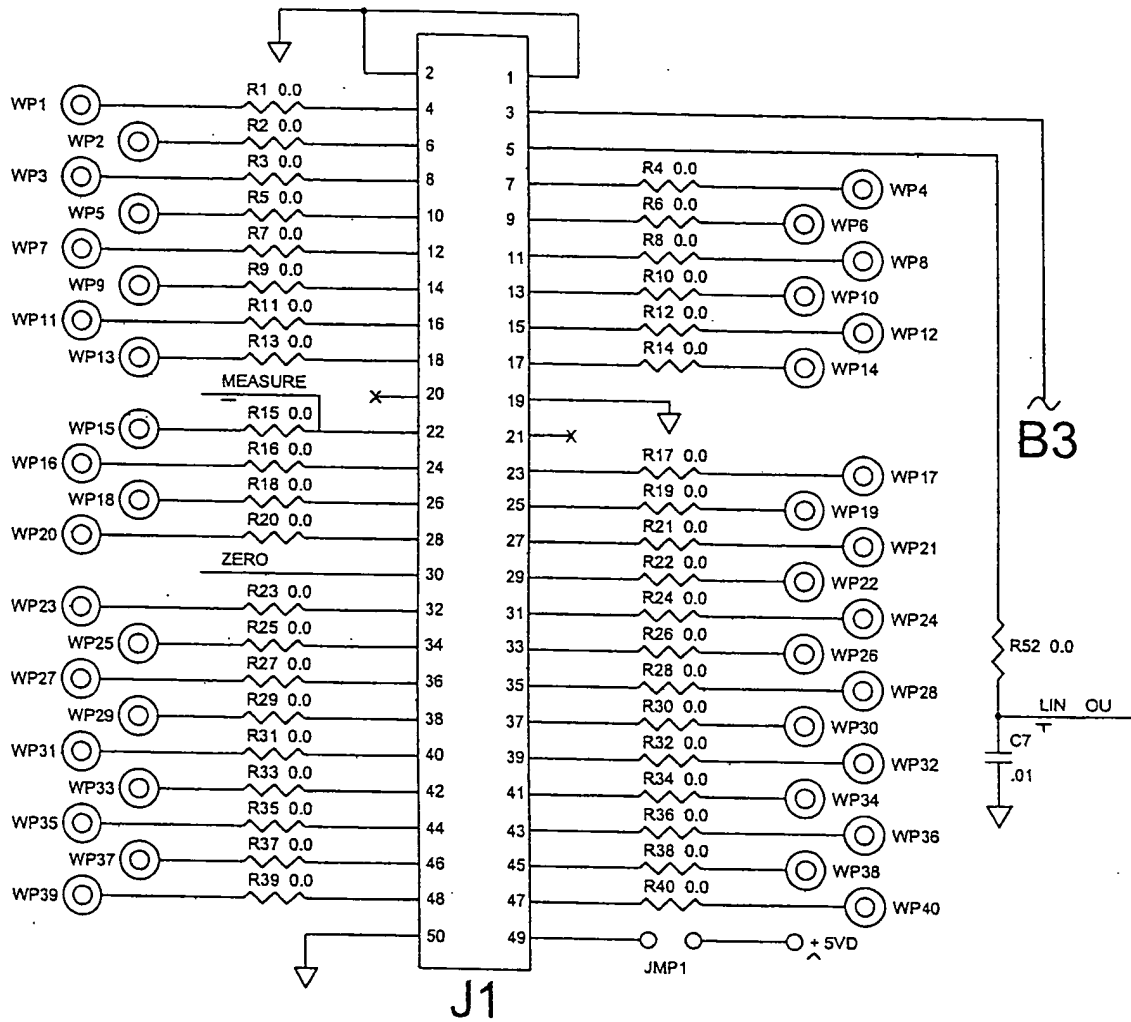 2 1
WP1 R1 0.0 4 3
WP2 R2 0.0 6 5
WP3 R3 0.0 8 7 R4 0.0 WP4
WP5 R5 0.0 10 9 R6 0.0 WP6
WP7 R7 0.0 12 11 R8 0.0 WP8
WP9 R9 0.0 14 13 R10 0.0 WP10
WP11 R11 0.0 16 15 R12 0.0 WP12
WP13 R13 0.0 18 17 R14 0.0 WP14
MEASURE 20 19
WP15 R15 0.0 22 21
B3
WP16 R16 0.0 24 23 R17 0.0 WP17
WP18 R18 0.0 26 25 R19 0.0 WP19
WP20 R20 0.0 28 27 R21 0.0 WP21
ZERO 30 29 R22 0.0 WP22
WP23 R23 0.0 32 31 R24 0.0 WP24
WP25 R25 0.0 34 33 R26 0.0 WP26
R52 0.0
WP27 R27 0.0 36 35 R28 0.0 WP28
WP29 R29 0.0 38 37 R30 0.0 WP30
LIN OU
WP31 R31 0.0 40 39 R32 0.0 WP32
C7
.01
WP33 R33 0.0 42 41 R34 0.0 WP34
WP35 R35 0.0 44 43 R36 0.0 WP36
WP37 R37 0.0 46 45 R38 0.0 WP38
WP39 R39 0.0 48 47 R40 0.0 WP40
50 49 JMP1 + 5VD
J1